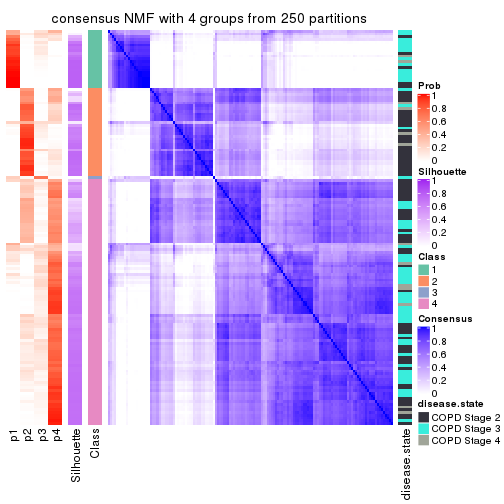 consensus NMF with 4 groups from 250 partitions
Prob
1
0.8
0.6
0.4
0.2
0
Silhouette
1
0.8
0.6
0.4
0.2
0
Class
1
2
3
4
Consensus
1
0.8
0.6
0.4
0.2
0
disease.state
COPD Stage 2
COPD Stage 3
COPD Stage 4
p1
p2
p3
p4
Silhouette
Class
disease.state